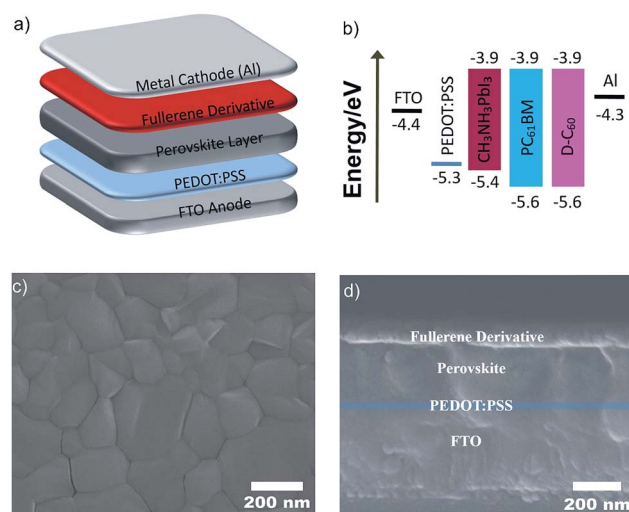 a)
Metal Cathode (Al)
Fullerene Derivative
Perovskite Layer
PEDOT:PSS
FTO Anode
b)
Energy/eV
FTO
-4.4
PEDOT:PSS
-5.3
-3.9
CH₃NH₃PbI₃
-5.4
-3.9
PC₆₁BM
-5.6
-3.9
D-C₆₀
-5.6
Al
-4.3
c)
200 nm
d)
Fullerene Derivative
Perovskite
PEDOT:PSS
FTO
200 nm